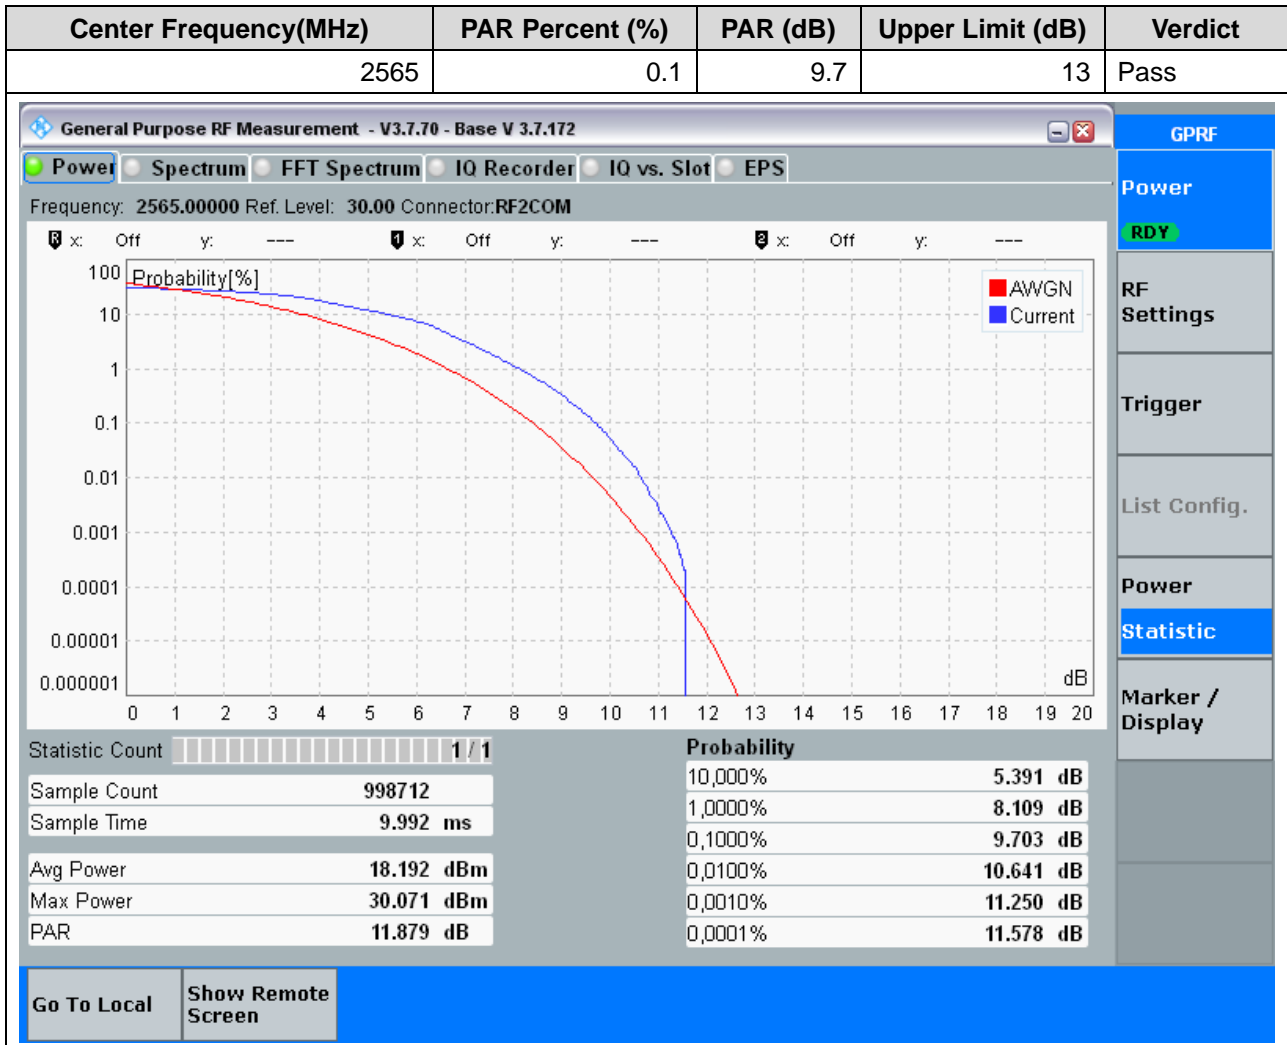 Center Frequency(MHz) PAR Percent (%) PAR (dB) Upper Limit (dB) Verdict
2565 0.1 9.7 13 Pass
General Purpose RF Measurement - V3.7.70 - Base V 3.7.172
GPRF
Power Spectrum FFT Spectrum IQ Recorder IQ vs. Slot EPS
Frequency: 2565.00000 Ref. Level: 30.00 Connector:RF2COM
R x: Off y: --- 1 x: Off y: --- 2 x: Off y: ---
Probability[%]
AWGN
Current
100
10
1
0.1
0.01
0.001
0.0001
0.00001
0.000001
dB
0 1 2 3 4 5 6 7 8 9 10 11 12 13 14 15 16 17 18 19 20
Statistic Count 1 / 1
Sample Count 998712
Sample Time 9.992 ms
Avg Power 18.192 dBm
Max Power 30.071 dBm
PAR 11.879 dB
Probability
10,000% 5.391 dB
1,0000% 8.109 dB
0,1000% 9.703 dB
0,0100% 10.641 dB
0,0010% 11.250 dB
0,0001% 11.578 dB
Power
RDY
RF
Settings
Trigger
List Config.
Power
Statistic
Marker /
Display
Go To Local
Show Remote
Screen